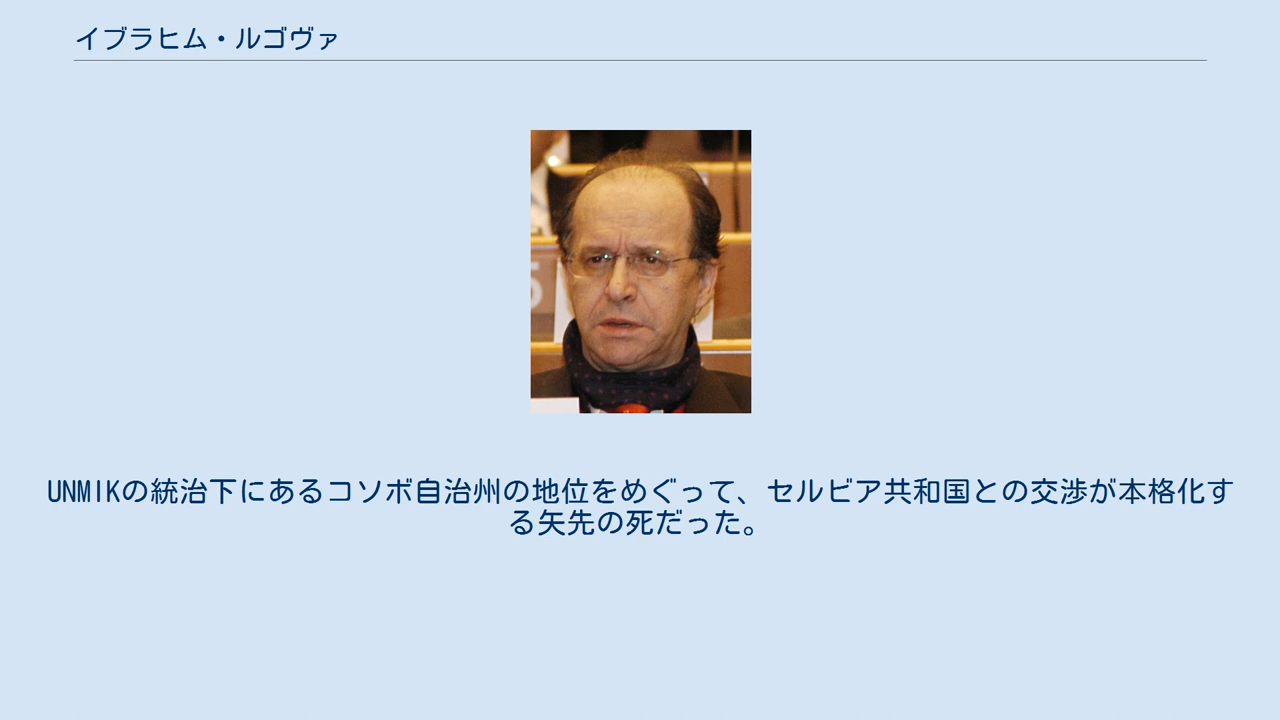 イブラヒム・ルゴヴァ
5
UNMIKの統治下にあるコソボ自治州の地位をめぐって、セルビア共和国との交渉が本格化す
る矢先の死だった。